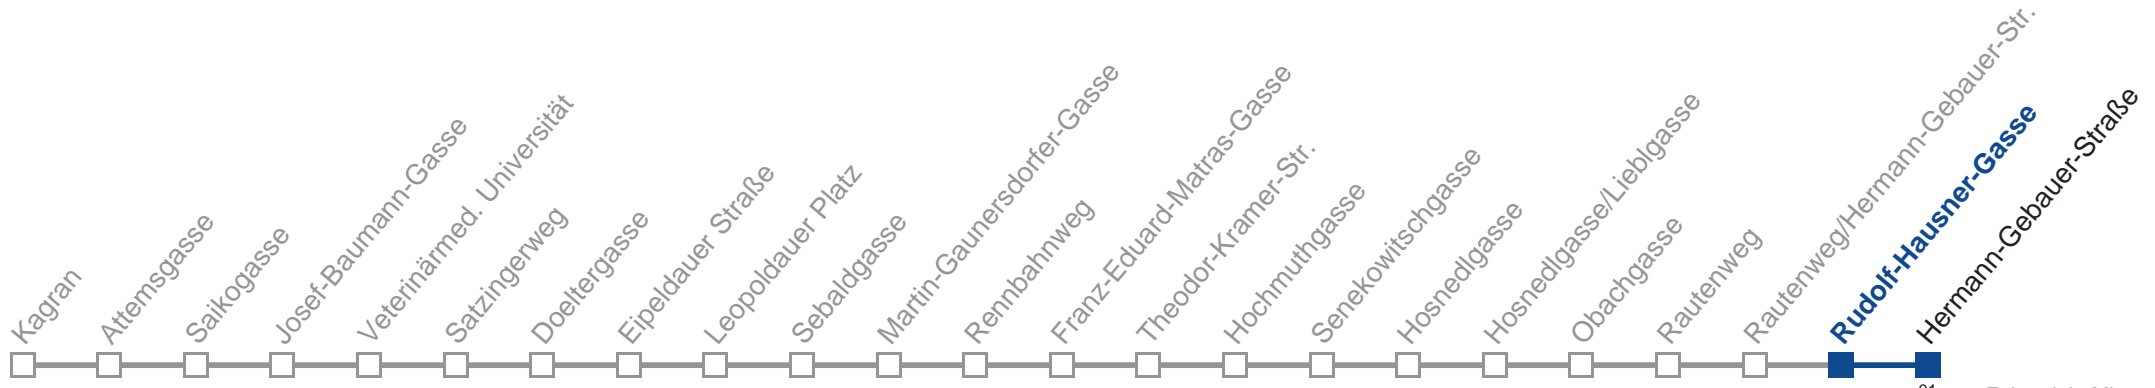 Kagran
Attemsgasse
Saikogasse
Josef-Baumann-Gasse
Veterinärmed. Universität
Satzingerweg
Doeltergasse
Eipeldauer Straße
Leopoldauer Platz
Sebaldgasse
Martin-Gaunersdorfer-Gasse
Rennbahnweg
Franz-Eduard-Matras-Gasse
Theodor-Kramer-Str.
Hochmuthgasse
Senekowitschgasse
Hosnedlgasse
Hosnedlgasse/Lieblgasse
Obachgasse
Rautenweg
Rautenweg/Hermann-Gebauer-Str.
Rudolf-Hausner-Gasse
Hermann-Gebauer-Straße